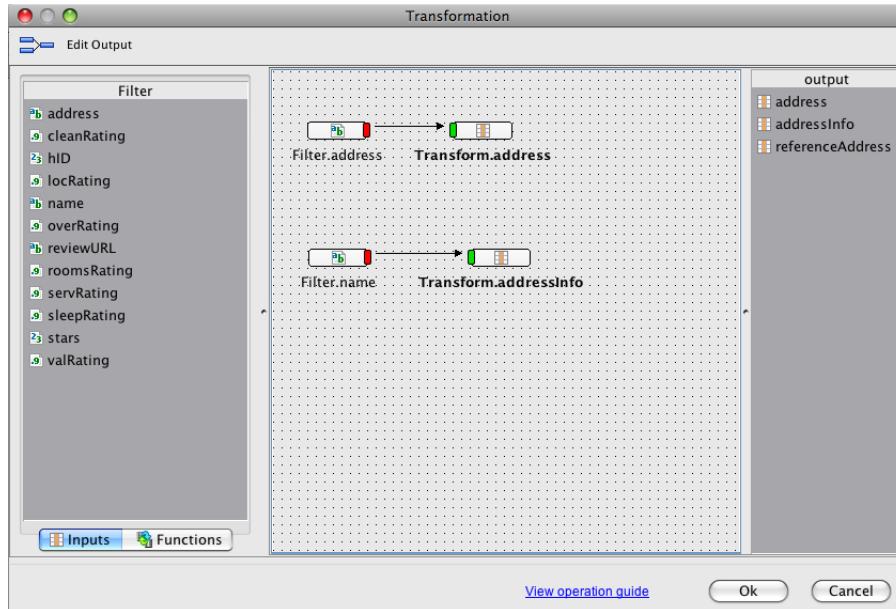 Transformation
Edit Output
Filter
address
cleanRating
hID
locRating
name
overRating
reviewURL
roomsRating
servRating
sleepRating
stars
valRating
Inputs
Functions
Filter.address
Transform.address
Filter.name
Transform.addressInfo
output
address
addressInfo
referenceAddress
View operation guide
Ok
Cancel